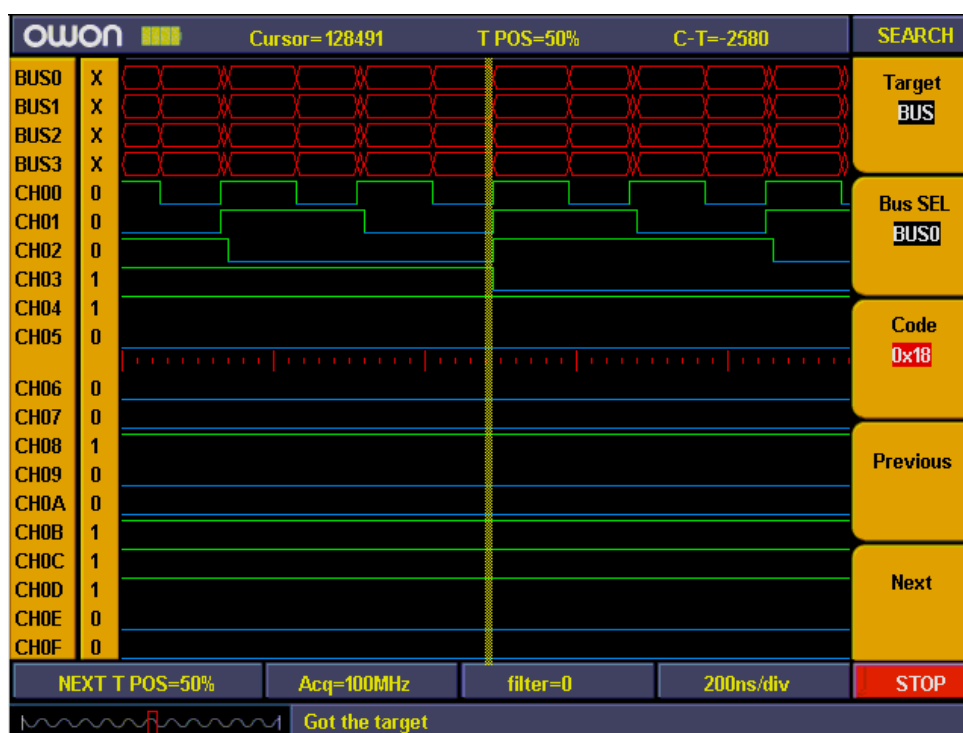 owon Cursor=128491 T POS=50% C-T=-2580 SEARCH
BUS0 X
BUS1 X
BUS2 X
BUS3 X
CH00 0
CH01 0
CH02 0
CH03 1
CH04 1
CH05 0
CH06 0
CH07 0
CH08 1
CH09 0
CH0A 0
CH0B 1
CH0C 1
CH0D 1
CH0E 0
CH0F 0
Target
BUS
Bus SEL
BUS0
Code
0x18
Previous
Next
NEXT T POS=50% Acq=100MHz filter=0 200ns/div STOP
Got the target